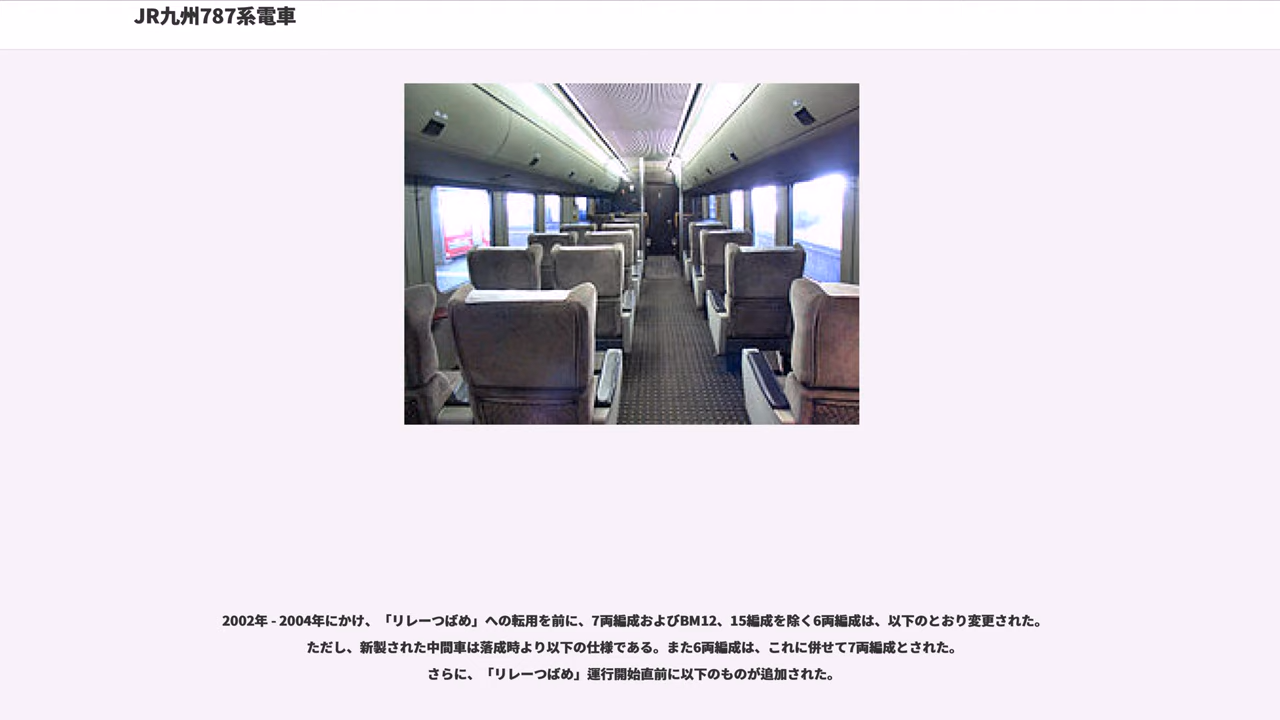 JR九州787系電車
2002年 - 2004年にかけ、「リレーつばめ」への転用を前に、7両編成およびBM12、15編成を除く6両編成は、以下のとおり変更された。
ただし、新製された中間車は落成時より以下の仕様である。また6両編成は、これに併せて7両編成とされた。
さらに、「リレーつばめ」運行開始直前に以下のものが追加された。